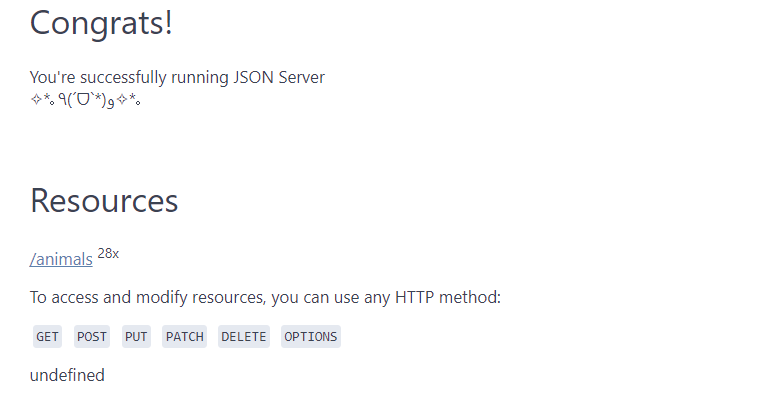 Congrats!
You're successfully running JSON Server
✧*｡٩(ˊᗜˋ*)و✧*｡
Resources
/animals 28x
To access and modify resources, you can use any HTTP method:
GET POST PUT PATCH DELETE OPTIONS
undefined